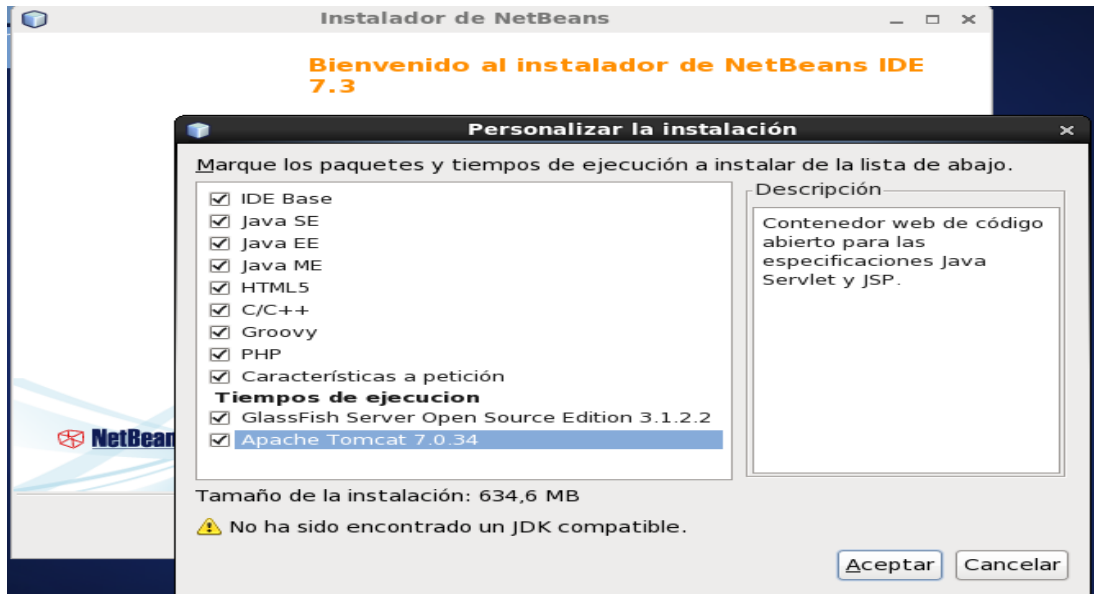 Instalador de NetBeans
Bienvenido al instalador de NetBeans IDE
7.3
Personalizar la instalación
Marque los paquetes y tiempos de ejecución a instalar de la lista de abajo.
IDE Base
Java SE
Java EE
Java ME
HTML5
C/C++
Groovy
PHP
Características a petición
Tiempos de ejecucion
GlassFish Server Open Source Edition 3.1.2.2
Apache Tomcat 7.0.34
Descripción
Contenedor web de código
abierto para las
especificaciones Java
Servlet y JSP.
NetBean
Tamaño de la instalación: 634,6 MB
No ha sido encontrado un JDK compatible.
Aceptar Cancelar